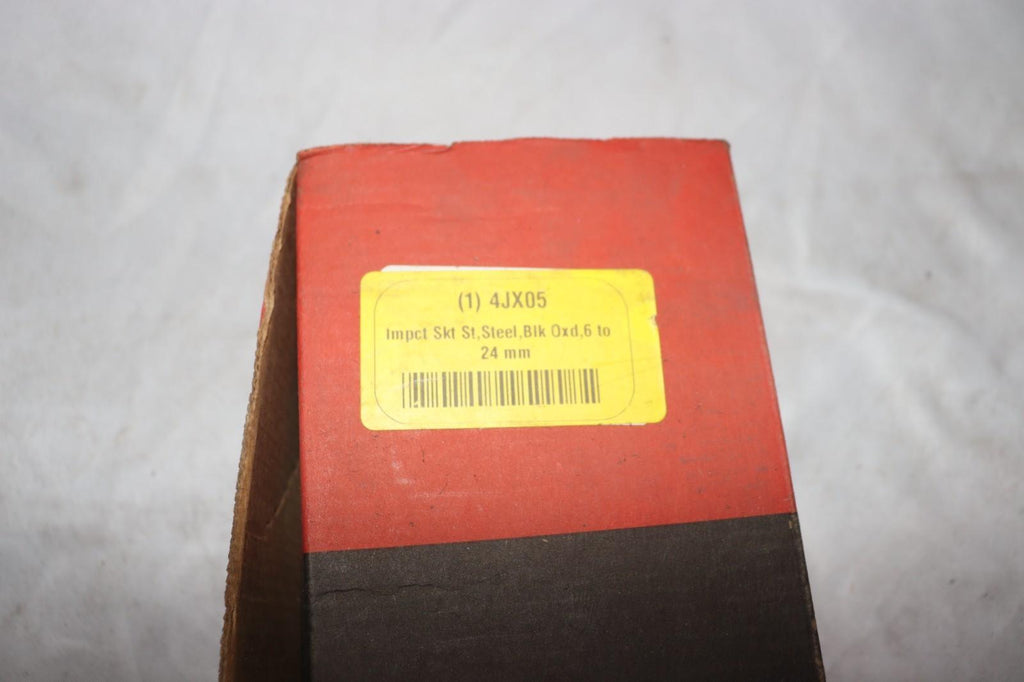 (1) 4JX05
Impct Skt St,Steel,Blk Oxd,6 to
24 mm